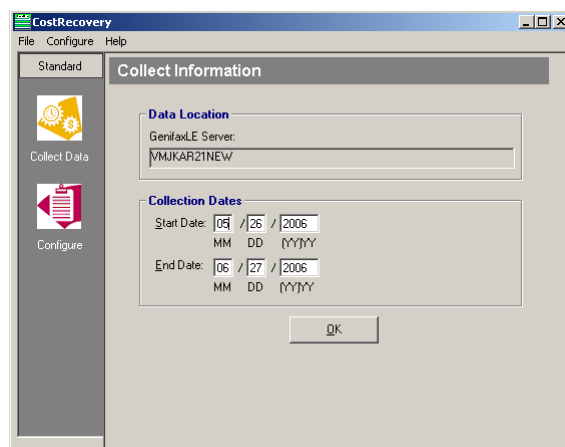 CostRecovery
File Configure Help
Standard
Collect Information
Collect Data
Configure
Data Location
GenifaxLE Server:
VMJKAR21NEW
Collection Dates
Start Date: 05 / 26 / 2006
MM DD (YY)YY
End Date: 06 / 27 / 2006
MM DD (YY)YY
OK